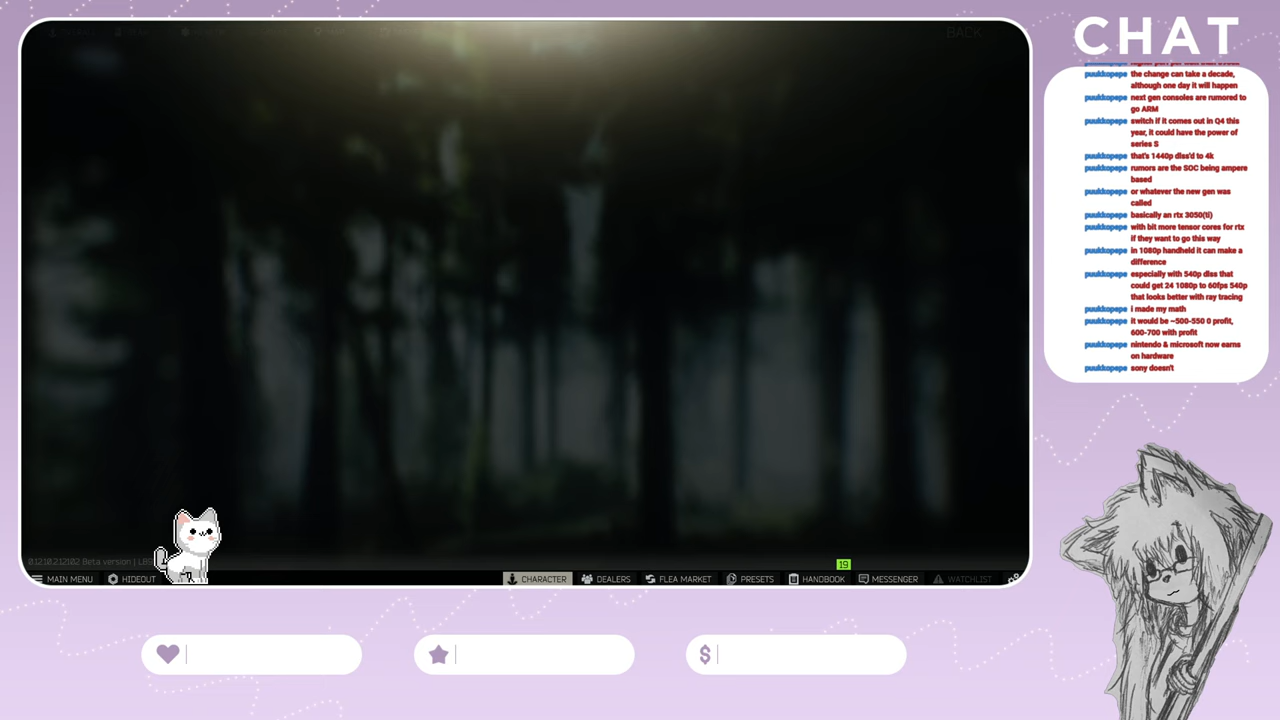 BACK
CHAT
puukkopepe the change can take a decade,
although one day it will happen
puukkopepe next gen consoles are rumored to
go ARM
puukkopepe switch if it comes out in Q4 this
year, it could have the power of
series S
puukkopepe that's 1440p dlss'd to 4k
puukkopepe rumors are the SOC being ampere
based
puukkopepe or whatever the new gen was
called
puukkopepe basically an rtx 3050(ti)
puukkopepe with bit more tensor cores for rtx
if they want to go this way
puukkopepe in 1080p handheld it can make a
difference
puukkopepe especially with 540p dlss that
could get 24 1080p to 60fps 540p
that looks better with ray tracing
puukkopepe i made my math
puukkopepe it would be ~500-550 0 profit,
600-700 with profit
puukkopepe nintendo & microsoft now earns
on hardware
puukkopepe sony doesn't
Beta version |
19
MAIN MENU HIDEOUT CHARACTER DEALERS FLEA MARKET PRESETS HANDBOOK MESSENGER WATCHLIST
$